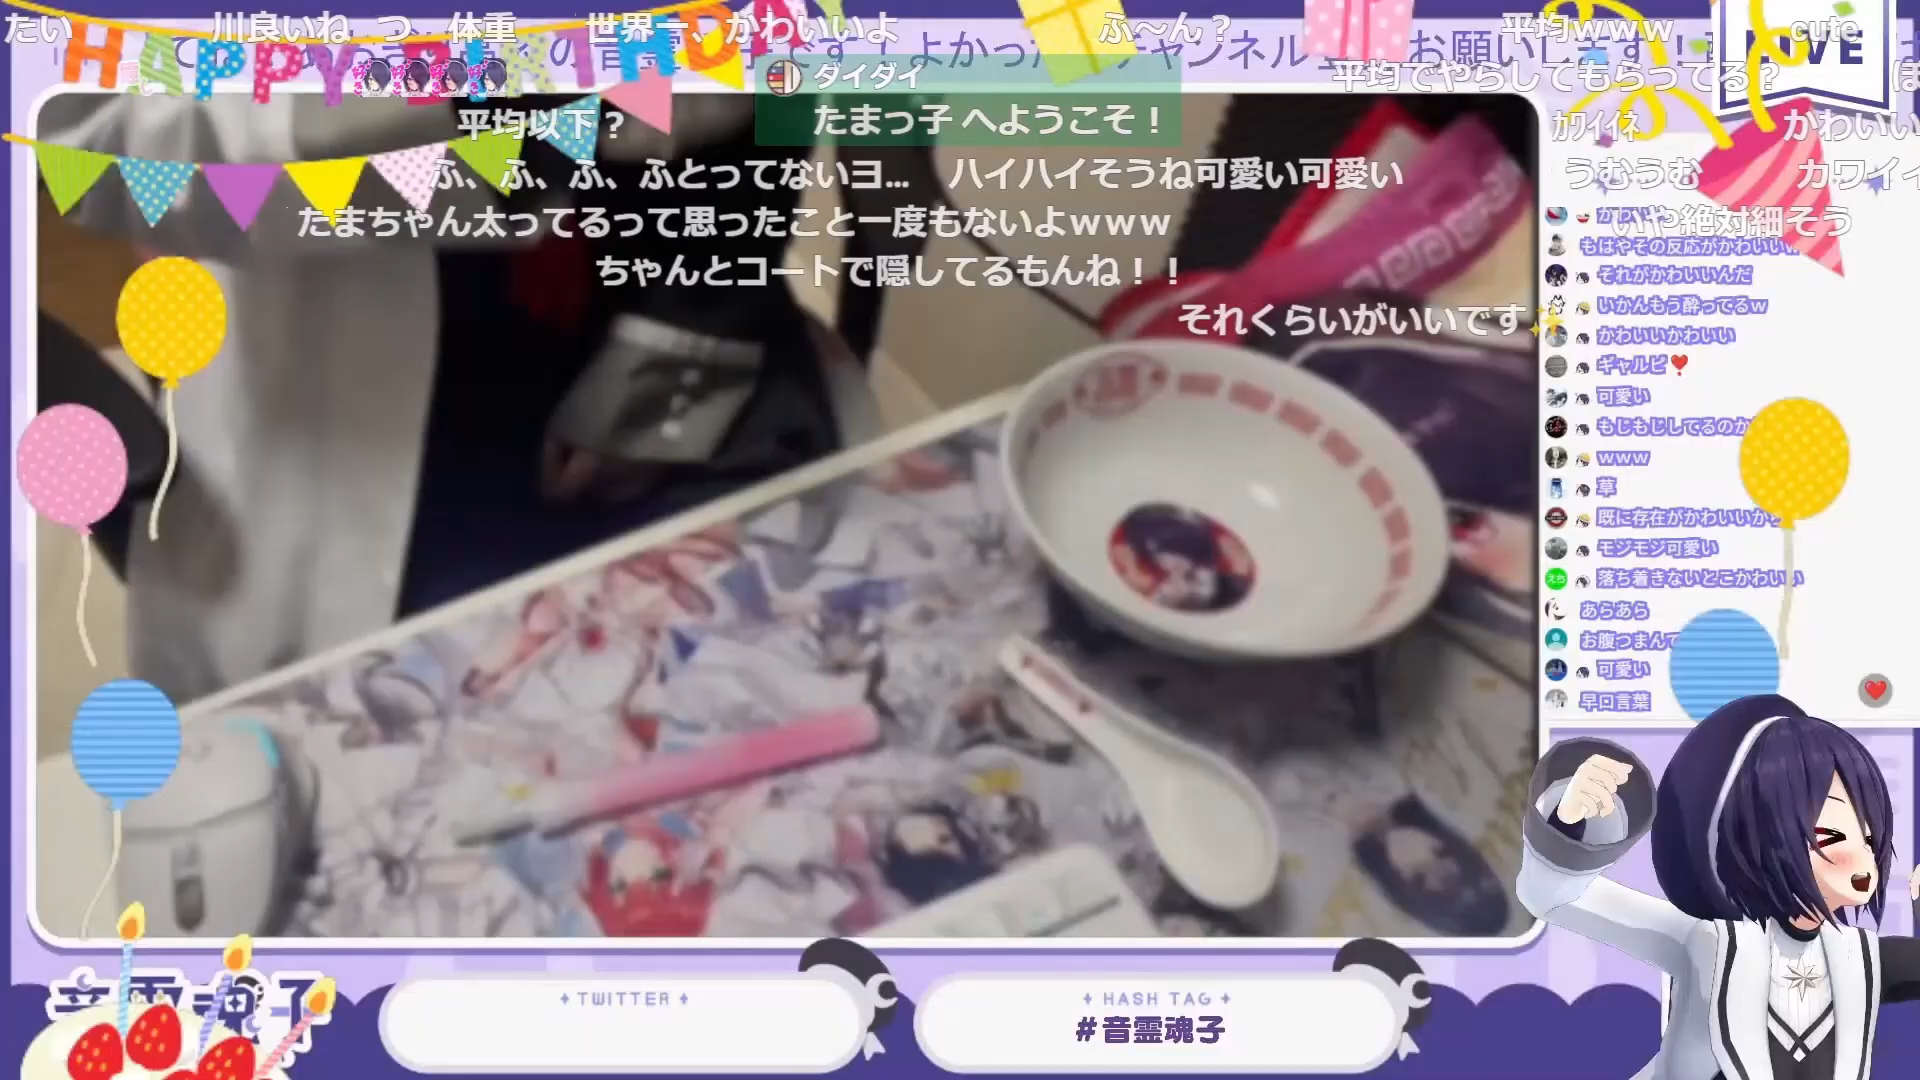 たい
川良いね
つ、体重
世界一、かわいいよ
ふ～ん？
平均www
cute
HAPPY BIRTHDAY
LIVE
ダイダイ
平均でやらしてもらってる？
平均以下？
たまっ子 へようこそ！
カワイイネ
かわいい
ふ、ふ、ふ、ふとってないヨ…
ハイハイそうね可愛い可愛い
うむうむ
カワイイ
たまちゃん太ってるって思ったこと一度もないよwww
いや絶対細そう
ちゃんとコートで隠してるもんね！！
それくらいがいいです
もはやその反応がかわいいw
それがかわいいんだ
いかんもう酔ってるw
かわいいかわいい
ギャルピ❤️
可愛い
もじもじしてるのか
www
草
既に存在がかわいいから
モジモジ可愛い
落ち着きないとこかわいい
あらあら
お腹つまんで
可愛い
早口言葉
音霊魂子
TWITTER
HASH TAG
#音霊魂子